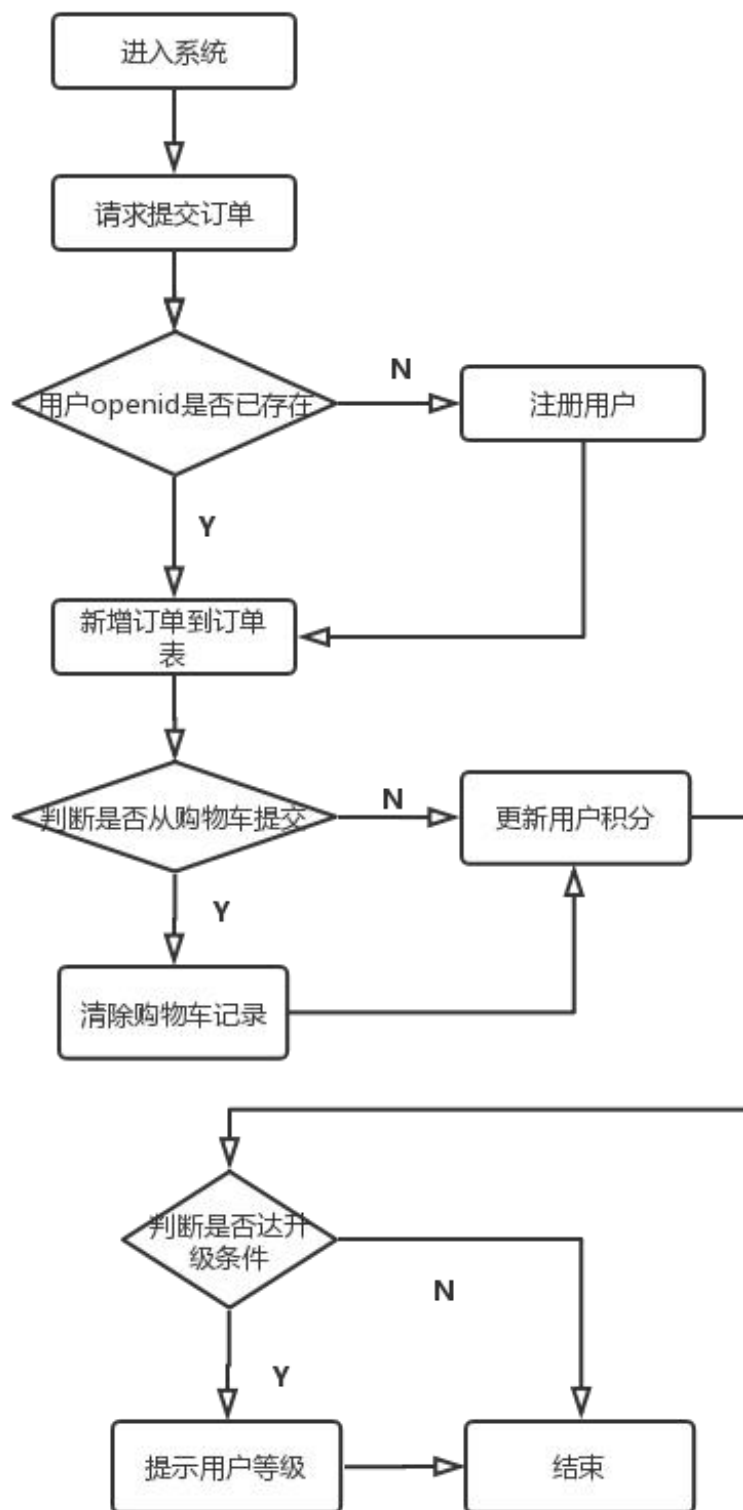 进入系统
请求提交订单
用户openid是否已存在
N
注册用户
Y
新增订单到订单
表
判断是否从购物车提交
N
更新用户积分
Y
清除购物车记录
判断是否达升
级条件
N
Y
提示用户等级
结束